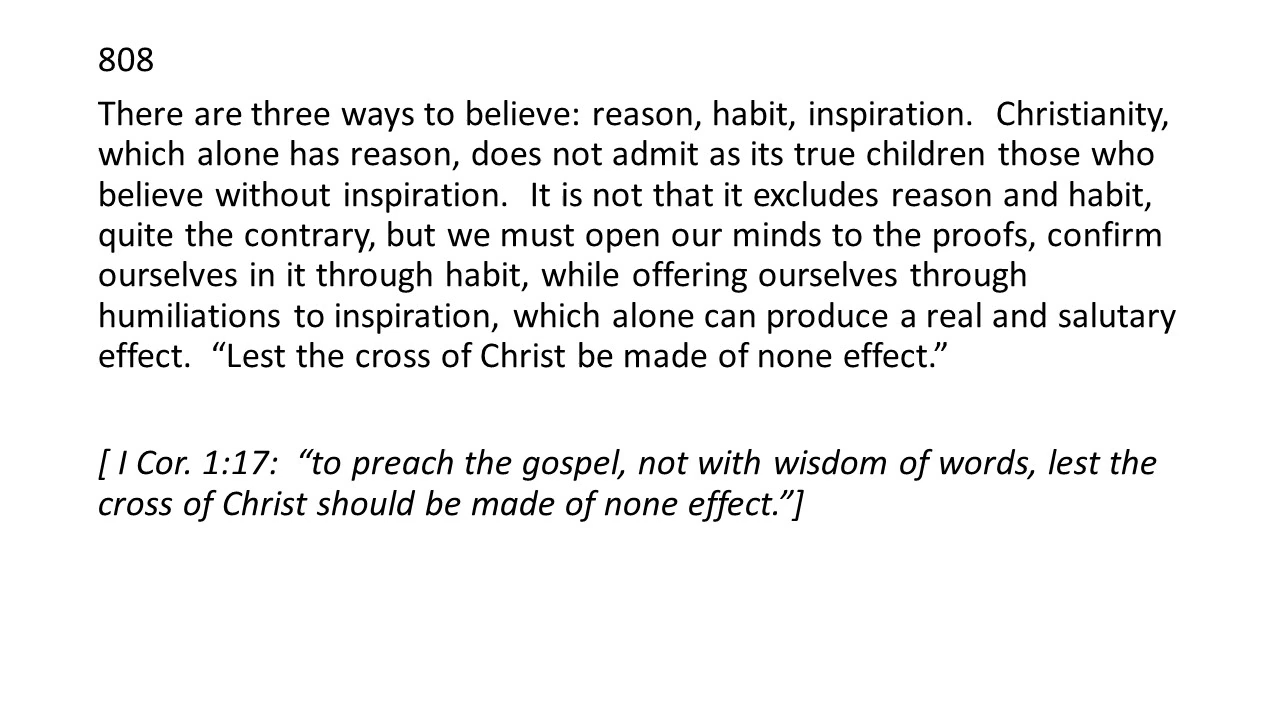 808
There are three ways to believe: reason, habit, inspiration.  Christianity,
which alone has reason, does not admit as its true children those who
believe without inspiration.  It is not that it excludes reason and habit,
quite the contrary, but we must open our minds to the proofs, confirm
ourselves in it through habit, while offering ourselves through
humiliations to inspiration, which alone can produce a real and salutary
effect.  “Lest the cross of Christ be made of none effect.”
[ I Cor. 1:17:  “to preach the gospel, not with wisdom of words, lest the
cross of Christ should be made of none effect.”]